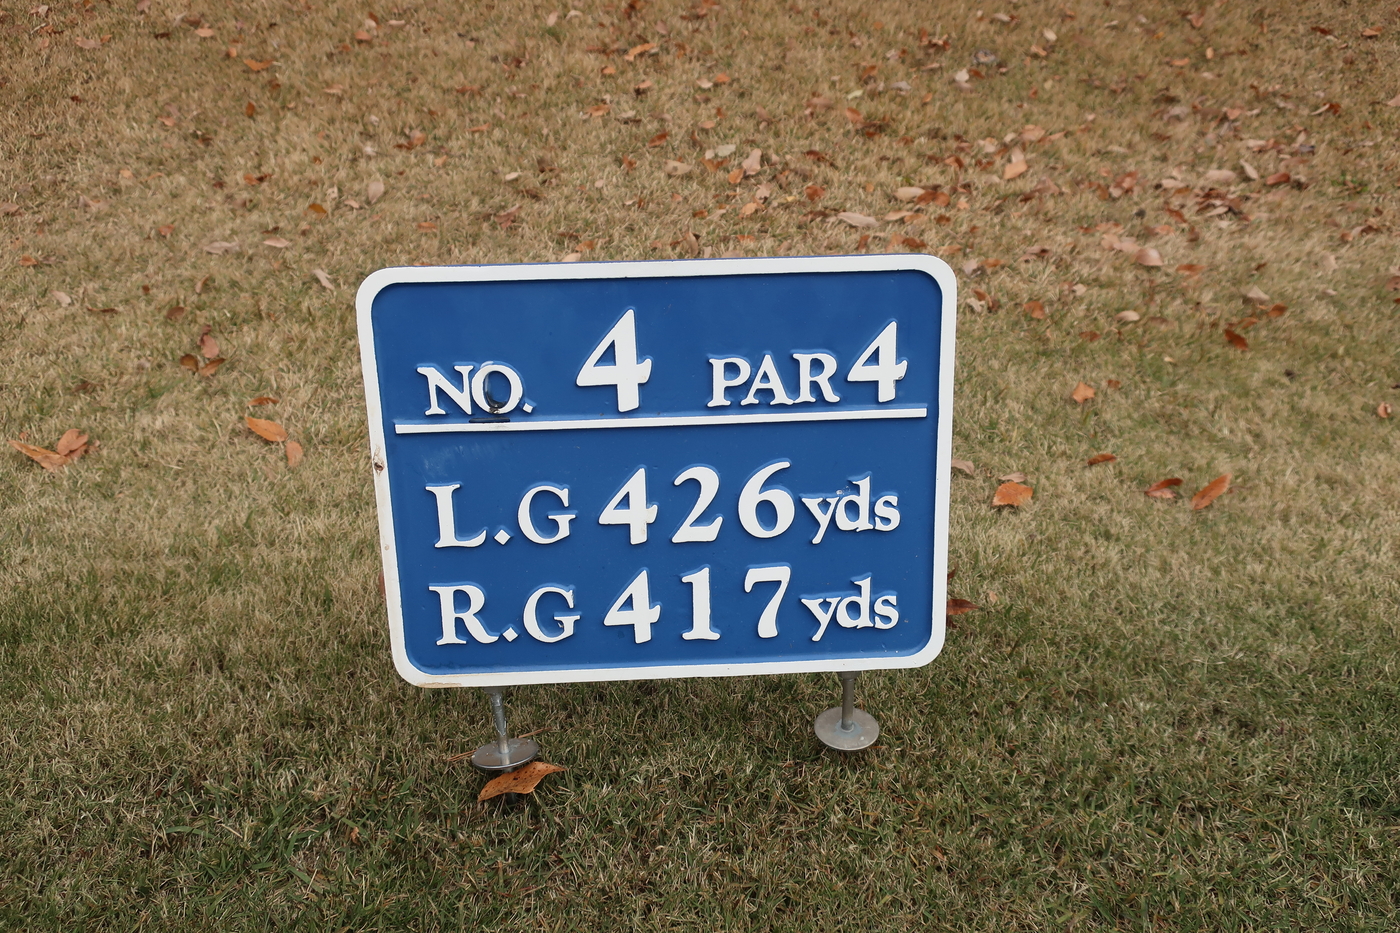 NO. 4 PAR 4
L.G 426 yds
R.G 417 yds